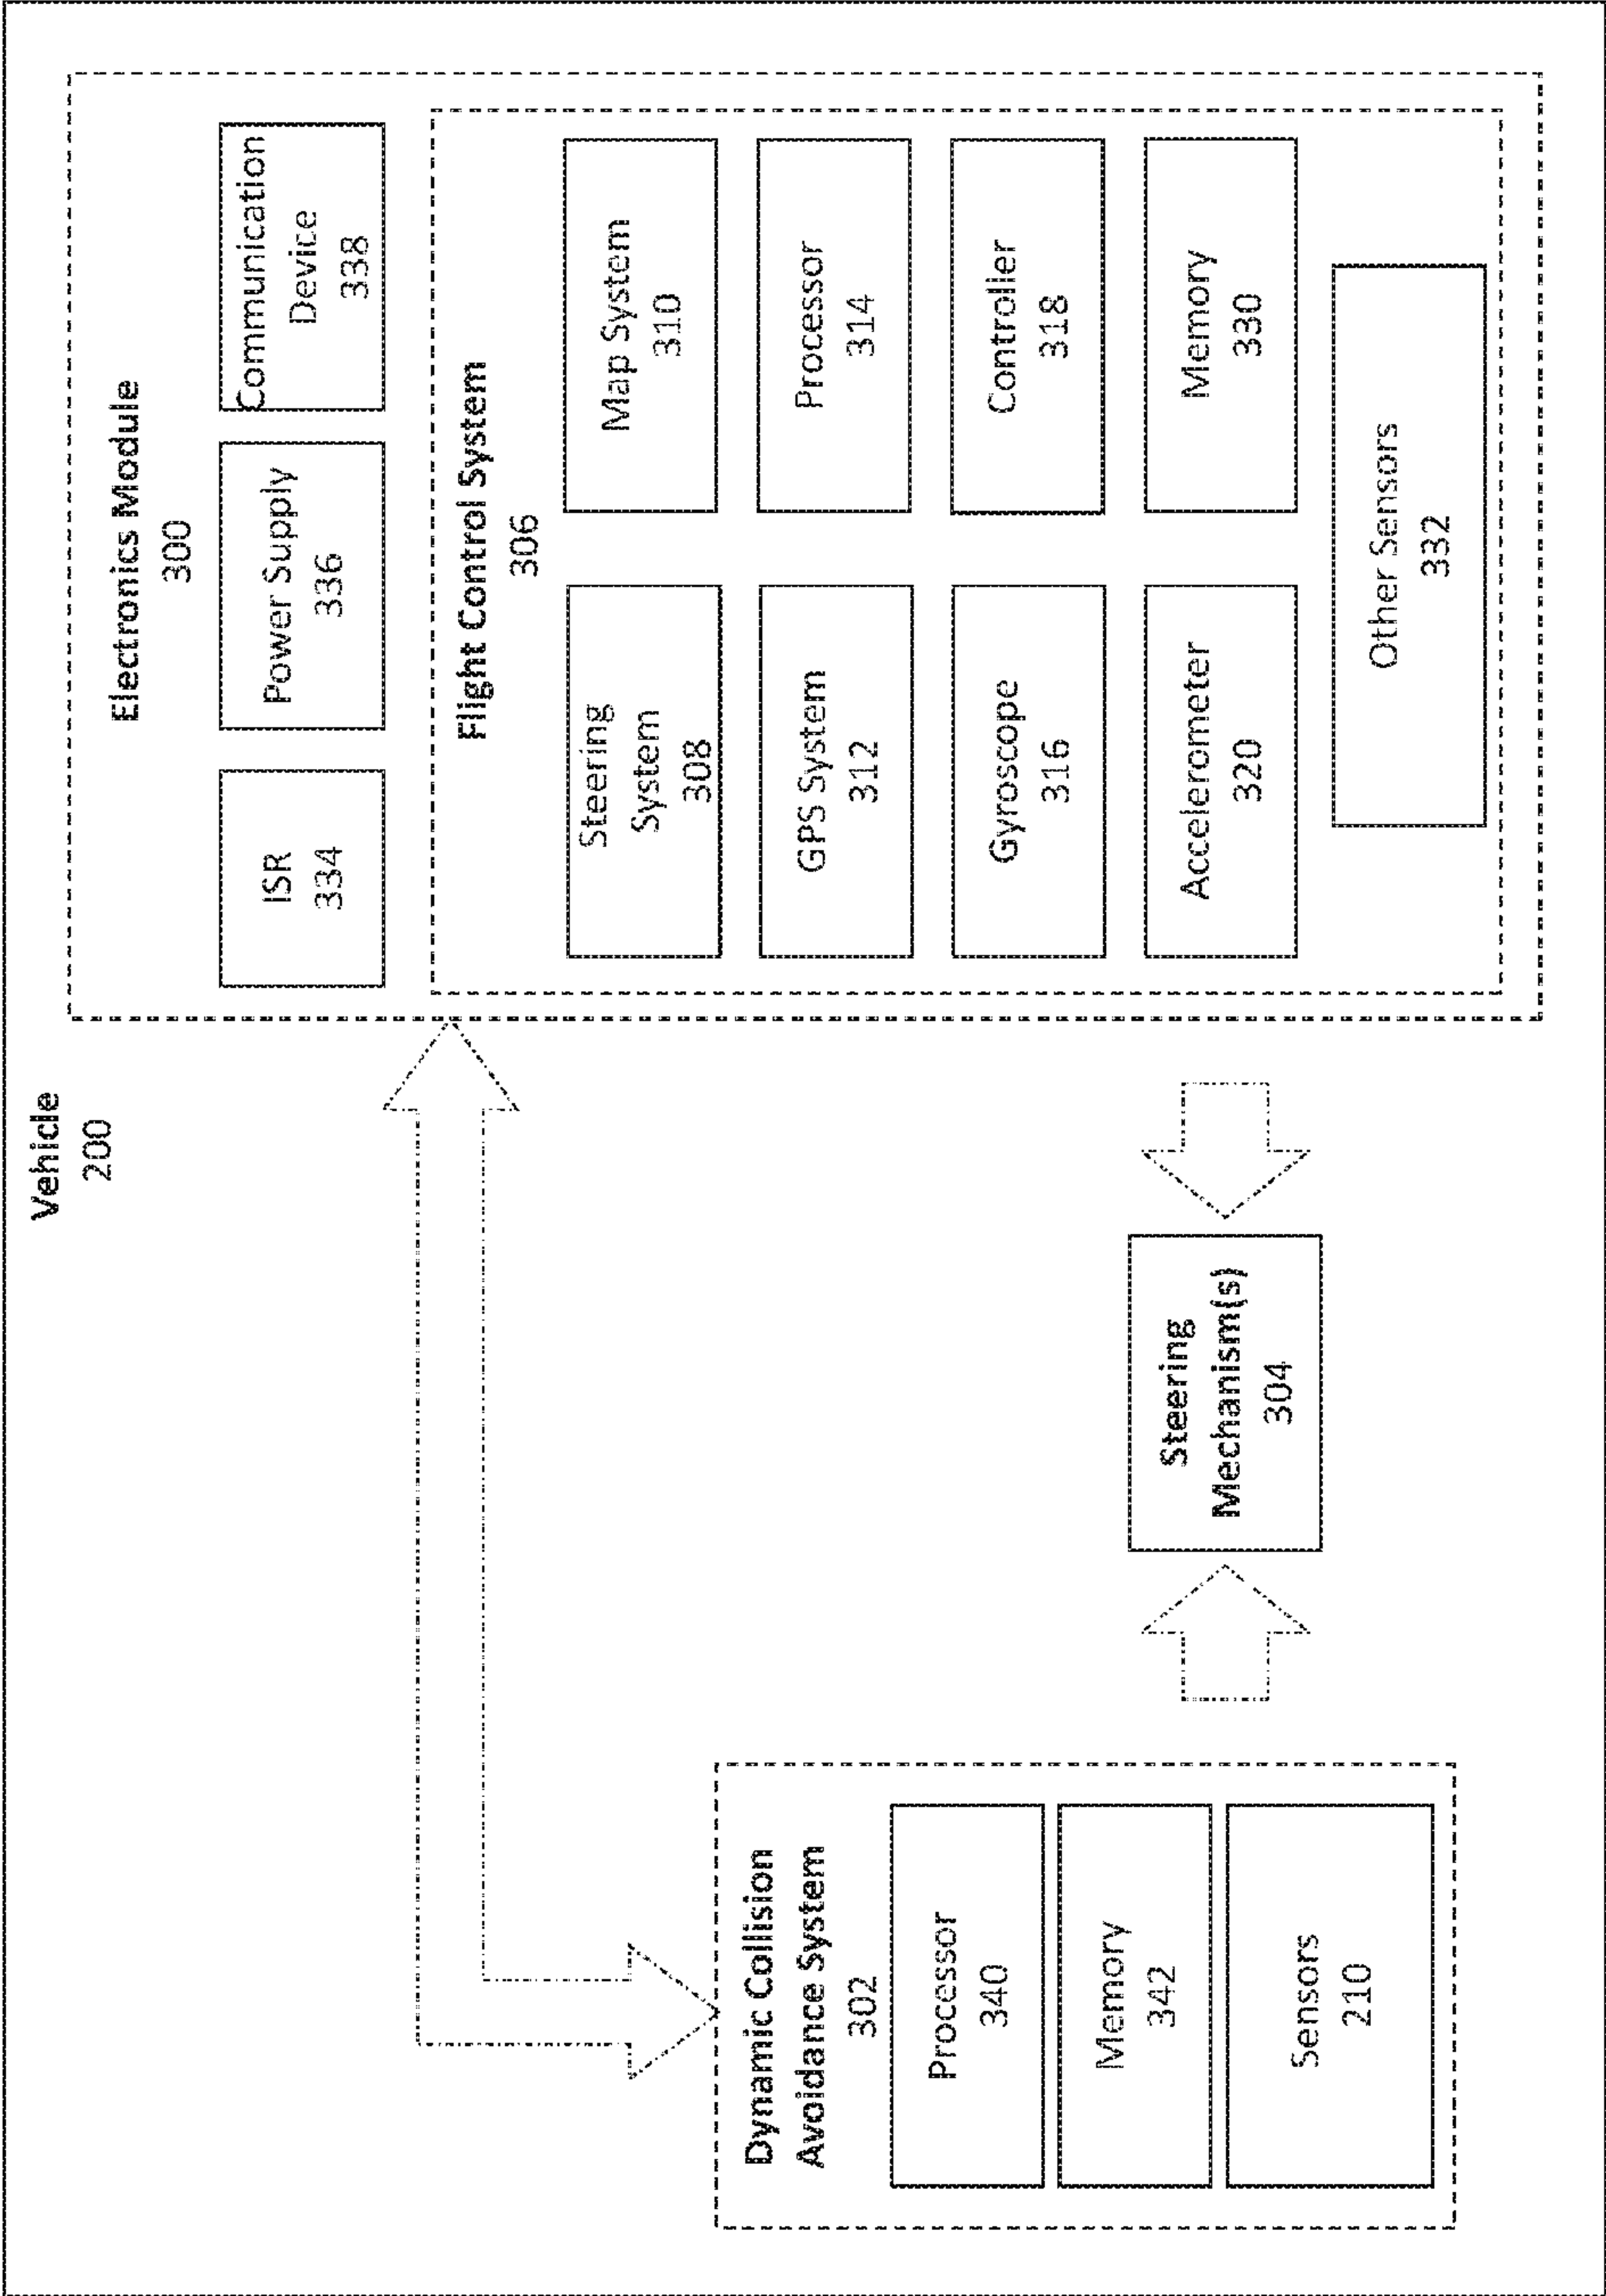 Vehicle
200
Dynamic Collision
Avoidance System
302
Processor
340
Memory
342
Sensors
210
Steering
Mechanism(s)
304
Electronics Module
300
ISR
334
Power Supply
336
Communication
Device
338
Flight Control System
306
Steering
System
308
Map System
310
GPS System
312
Processor
314
Gyroscope
316
Controller
318
Accelerometer
320
Memory
330
Other Sensors
332